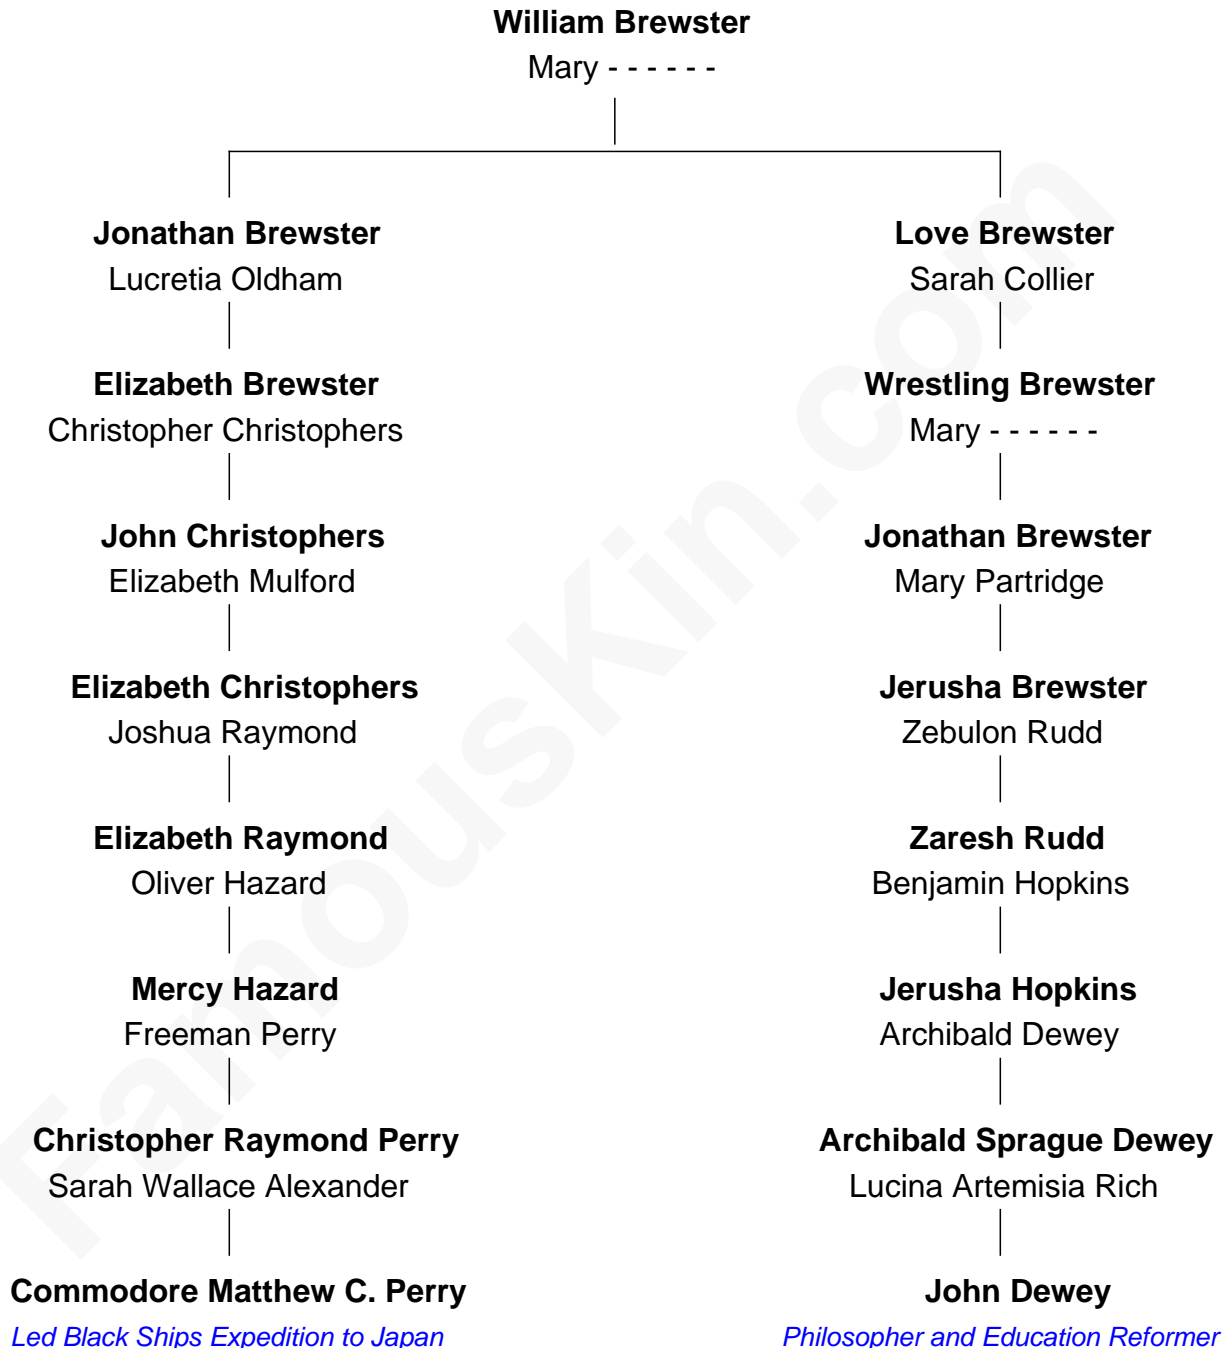 William Brewster
Mary - - - - - -
Jonathan Brewster
Lucretia Oldham
Love Brewster
Sarah Collier
Elizabeth Brewster
Christopher Christophers
Wrestling Brewster
Mary - - - - - -
John Christophers
Elizabeth Mulford
Jonathan Brewster
Mary Partridge
Elizabeth Christophers
Joshua Raymond
Jerusha Brewster
Zebulon Rudd
Elizabeth Raymond
Oliver Hazard
Zaresh Rudd
Benjamin Hopkins
Mercy Hazard
Freeman Perry
Jerusha Hopkins
Archibald Dewey
Christopher Raymond Perry
Sarah Wallace Alexander
Archibald Sprague Dewey
Lucina Artemisia Rich
Commodore Matthew C. Perry
Led Black Ships Expedition to Japan
John Dewey
Philosopher and Education Reformer
FamousKin.com